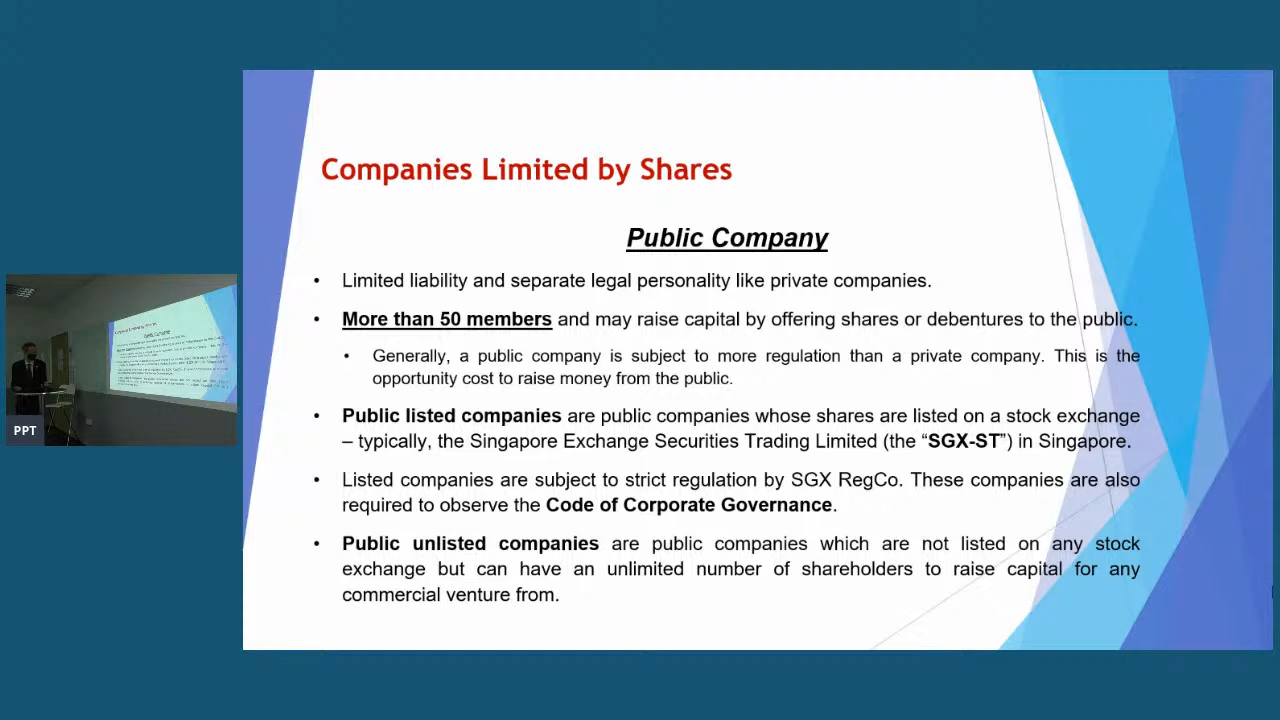 Companies Limited by Shares
Public Company
• Limited liability and separate legal personality like private companies.
• More than 50 members and may raise capital by offering shares or debentures to the public.
• Generally, a public company is subject to more regulation than a private company. This is the
opportunity cost to raise money from the public.
• Public listed companies are public companies whose shares are listed on a stock exchange
– typically, the Singapore Exchange Securities Trading Limited (the “SGX-ST”) in Singapore.
• Listed companies are subject to strict regulation by SGX RegCo. These companies are also
required to observe the Code of Corporate Governance.
• Public unlisted companies are public companies which are not listed on any stock
exchange but can have an unlimited number of shareholders to raise capital for any
commercial venture from.
PPT